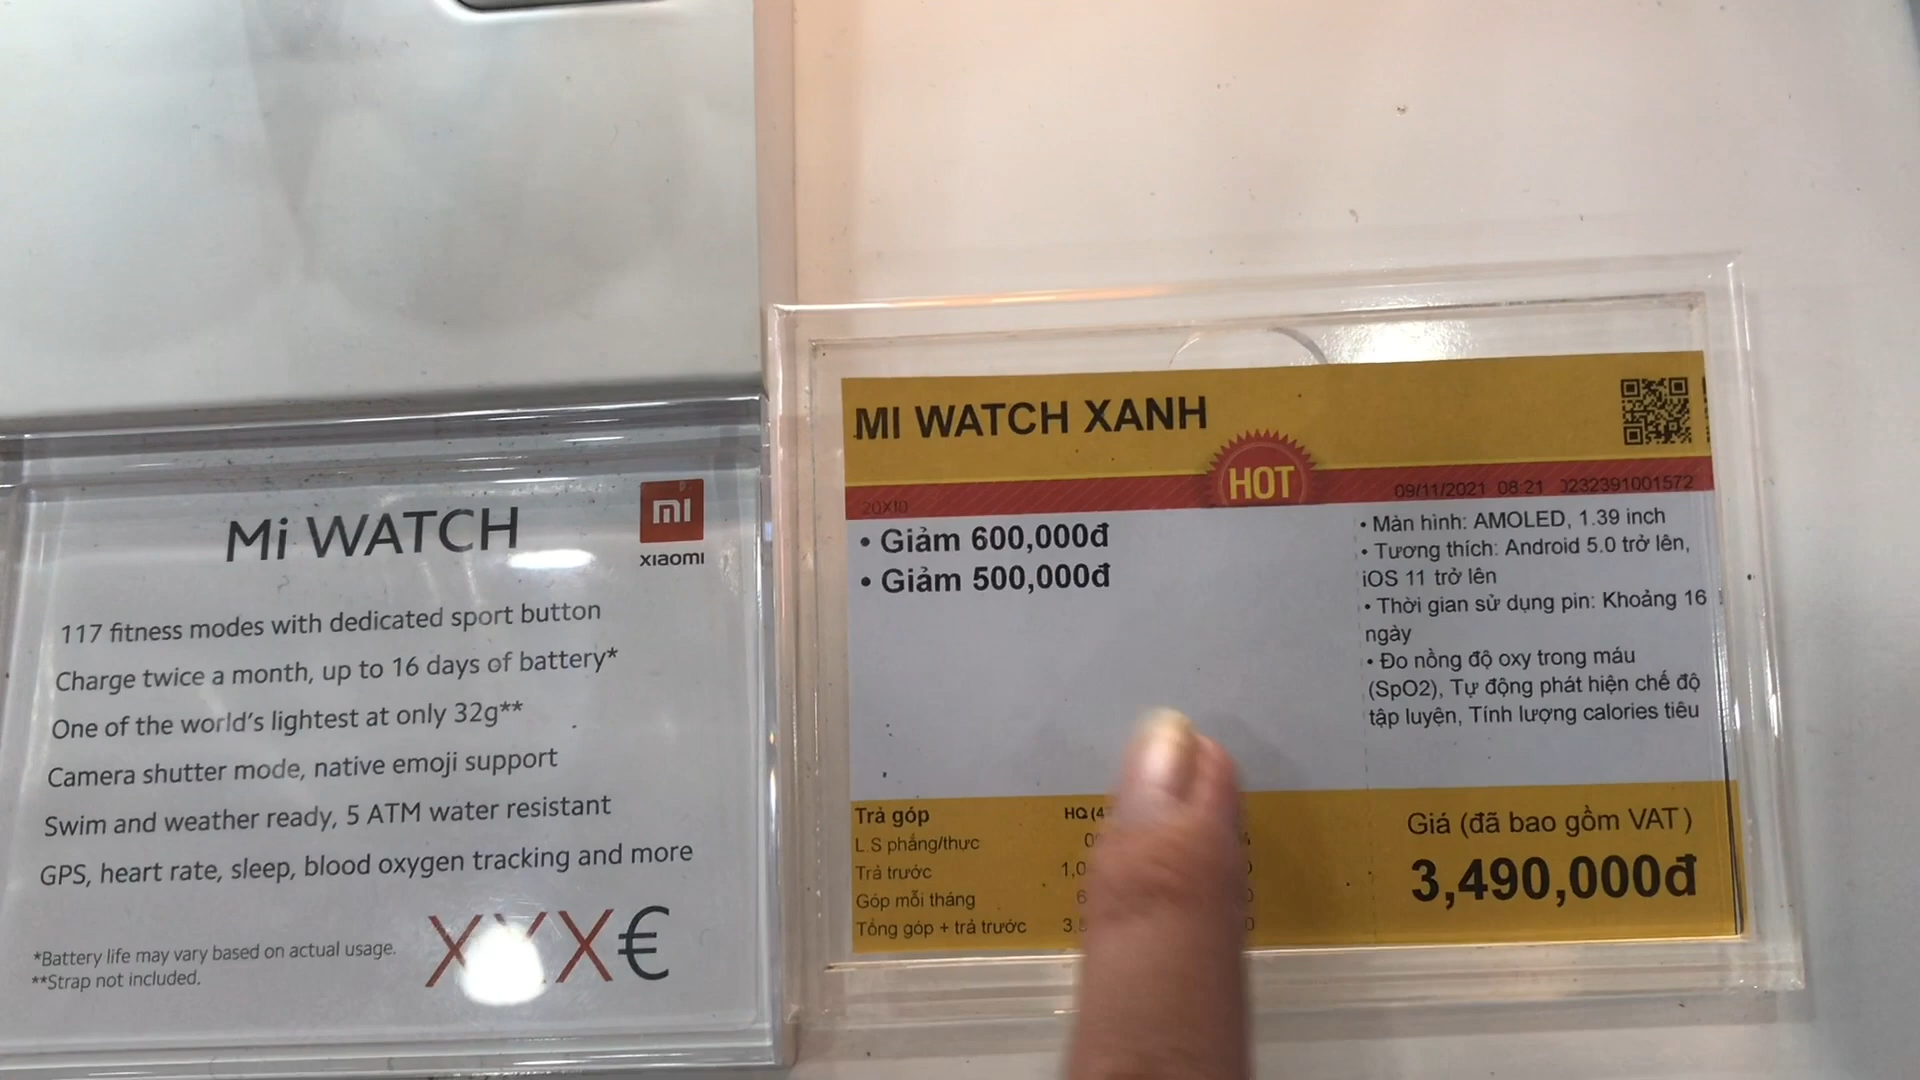 Mi WATCH
mi
xiaomi
117 fitness modes with dedicated sport button
Charge twice a month, up to 16 days of battery*
One of the world's lightest at only 32g**
Camera shutter mode, native emoji support
Swim and weather ready, 5 ATM water resistant
GPS, heart rate, sleep, blood oxygen tracking and more
XXX€
*Battery life may vary based on actual usage.
**Strap not included.
MI WATCH XANH
HOT
20X10
09/11/2021 08:21 0232391001572
• Giảm 600,000đ
• Giảm 500,000đ
• Màn hình: AMOLED, 1.39 inch
• Tương thích: Android 5.0 trở lên,
iOS 11 trở lên
• Thời gian sử dụng pin: Khoảng 16
ngày
• Đo nồng độ oxy trong máu
(SpO2), Tự động phát hiện chế độ
tập luyện, Tính lượng calories tiêu
Trả góp
L.S phẳng/thực
Trả trước
Góp mỗi tháng
Tổng góp + trả trước
Giá (đã bao gồm VAT)
3,490,000đ